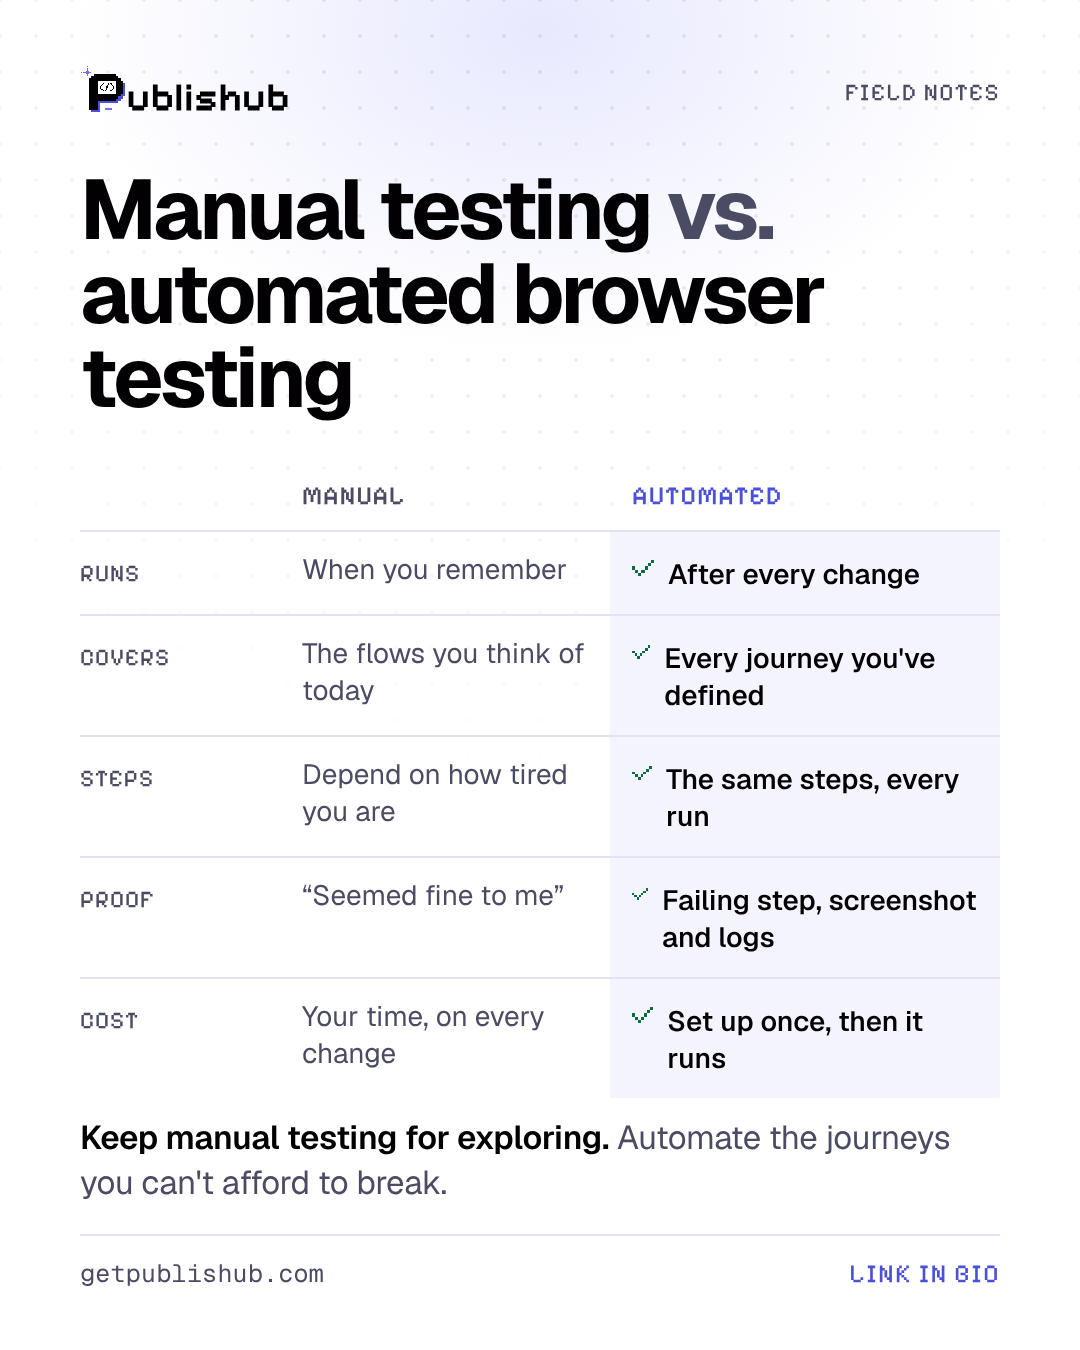 Publishub
FIELD NOTES
Manual testing vs.
automated browser
testing
MANUAL
AUTOMATED
RUNS
When you remember
After every change
COVERS
The flows you think of
today
Every journey you've
defined
STEPS
Depend on how tired
you are
The same steps, every
run
PROOF
“Seemed fine to me”
Failing step, screenshot
and logs
COST
Your time, on every
change
Set up once, then it
runs
Keep manual testing for exploring. Automate the journeys
you can't afford to break.
getpublishub.com
LINK IN BIO